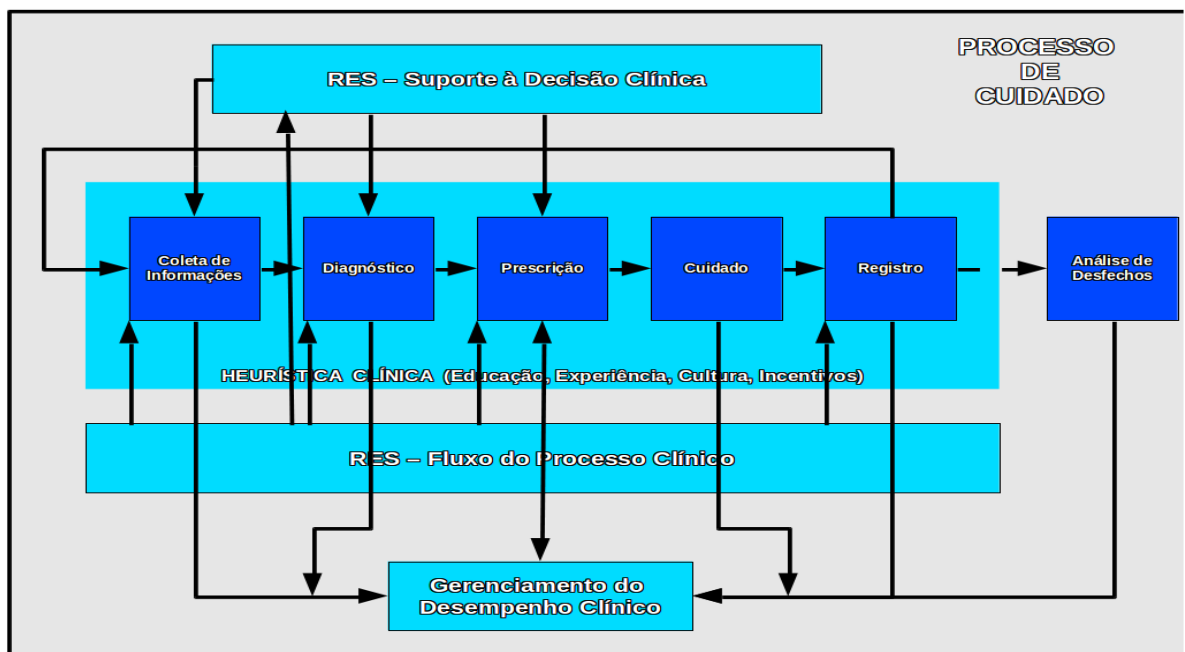 PROCESSO
DE
CUIDADO
RES – Suporte à Decisão Clínica
Coleta de
Informações
Diagnóstico
Prescrição
Cuidado
Registro
Análise de
Desfechos
HEURÍSTICA CLÍNICA (Educação, Experiência, Cultura, Incentivos)
RES – Fluxo do Processo Clínico
Gerenciamento do
Desempenho Clínico